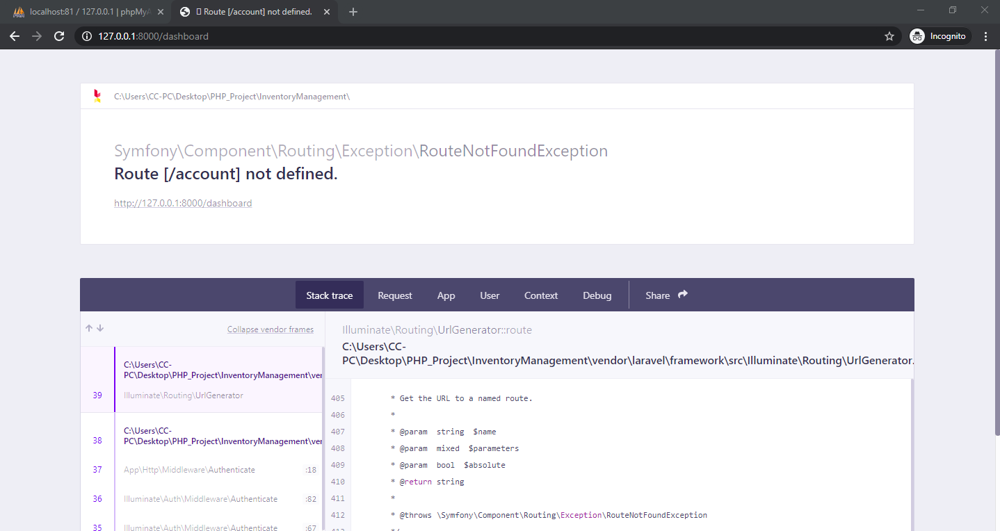 localhost:81 / 127.0.0.1 | phpMyA
Route [/account] not defined.
127.0.0.1:8000/dashboard
Incognito
C:\Users\CC-PC\Desktop\PHP_Project\InventoryManagement\
Symfony\Component\Routing\Exception\RouteNotFoundException
Route [/account] not defined.
http://127.0.0.1:8000/dashboard
Stack trace Request App User Context Debug Share
Collapse vendor frames
C:\Users\CC-
PC\Desktop\PHP_Project\InventoryManagement\ven
39 Illuminate\Routing\UrlGenerator
C:\Users\CC-
38 PC\Desktop\PHP_Project\InventoryManagement\ven
37 App\Http\Middleware\Authenticate :18
36 Illuminate\Auth\Middleware\Authenticate :82
35 Illuminate\Auth\Middleware\Authenticate :67
Illuminate\Routing\UrlGenerator::route
C:\Users\CC-
PC\Desktop\PHP_Project\InventoryManagement\vendor\laravel\framework\src\Illuminate\Routing\UrlGenerator.
405 * Get the URL to a named route.
406 *
407 * @param string $name
408 * @param mixed $parameters
409 * @param bool $absolute
410 * @return string
411 *
412 * @throws \Symfony\Component\Routing\Exception\RouteNotFoundException
413 */